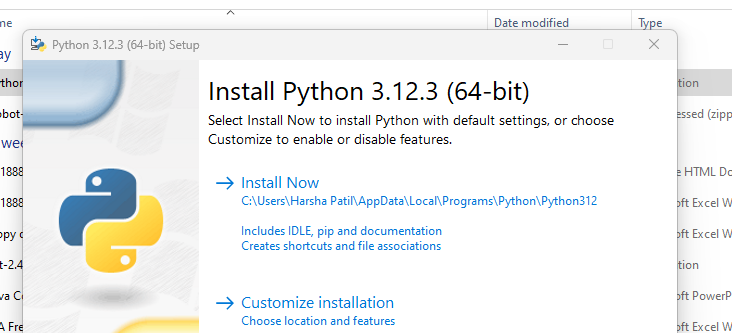 me
Date modified
Type
ay
Python 3.12.3 (64-bit) Setup
ython
tion
obot-
essed (zipp
wee
Install Python 3.12.3 (64-bit)
Select Install Now to install Python with default settings, or choose
Customize to enable or disable features.
1888
e HTML Do
Install Now
C:\Users\Harsha Patil\AppData\Local\Programs\Python\Python312
1888
oft Excel W
Includes IDLE, pip and documentation
Creates shortcuts and file associations
ppy c
oft Excel W
t-2.4
tion
va Co
oft PowerP
Customize installation
Choose location and features
A Fre
oft Excel W